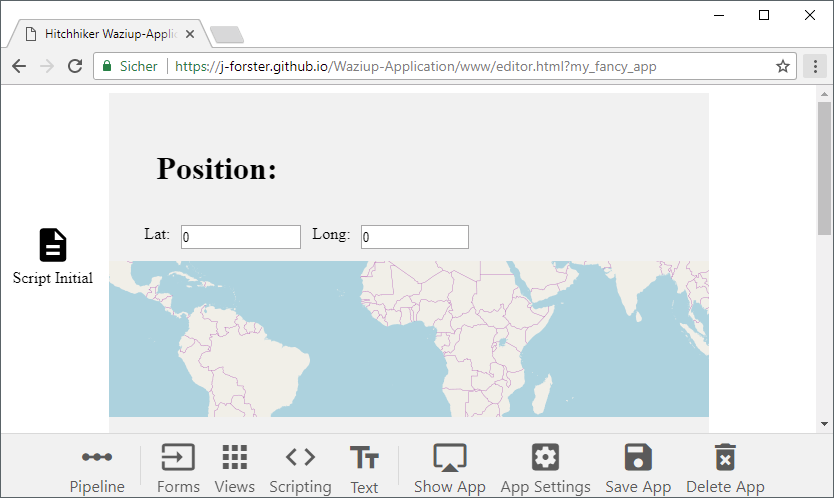 Hitchhiker Waziup-Applic
Sicher https://j-forster.github.io/Waziup-Application/www/editor.html?my_fancy_app
Position:
Lat: 0 Long: 0
Script Initial
Pipeline Forms Views Scripting Text Show App App Settings Save App Delete App